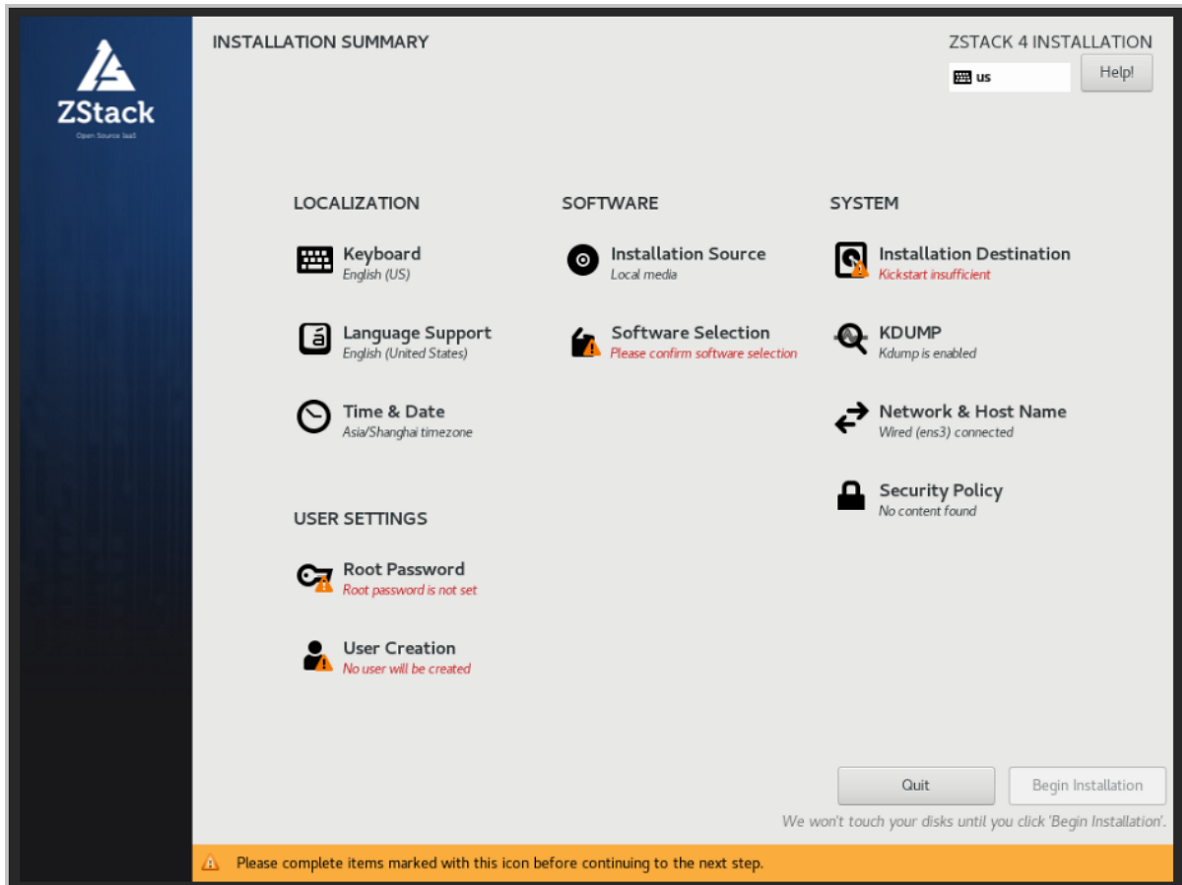 ZStack
Open Source IaaS
INSTALLATION SUMMARY
ZSTACK 4 INSTALLATION
us
Help!
LOCALIZATION
Keyboard
English (US)
á
Language Support
English (United States)
Time & Date
Asia/Shanghai timezone
SOFTWARE
Installation Source
Local media
Software Selection
Please confirm software selection
SYSTEM
Installation Destination
Kickstart insufficient
KDUMP
Kdump is enabled
Network & Host Name
Wired (ens3) connected
Security Policy
No content found
USER SETTINGS
Root Password
Root password is not set
User Creation
No user will be created
Quit
Begin Installation
We won't touch your disks until you click 'Begin Installation'.
Please complete items marked with this icon before continuing to the next step.